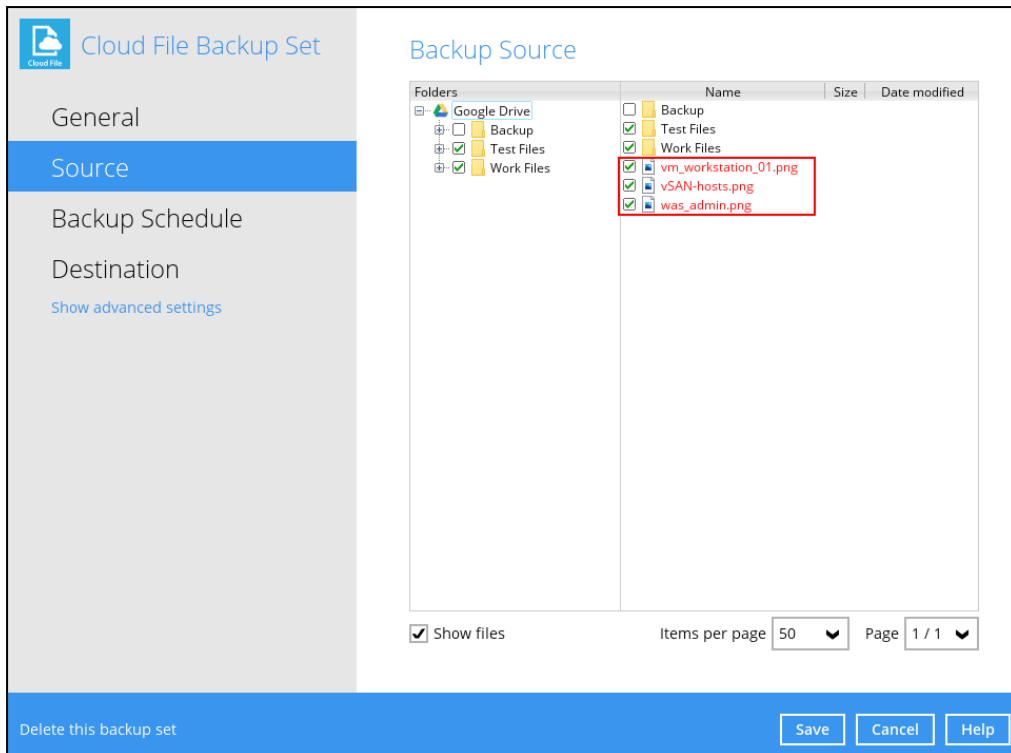 Cloud File
Cloud File Backup Set
General
Source
Backup Schedule
Destination
Show advanced settings
Backup Source
Folders
Google Drive
Backup
Test Files
Work Files
Name Size Date modified
Backup
Test Files
Work Files
vm_workstation_01.png
vSAN-hosts.png
was_admin.png
Show files
Items per page 50 Page 1 / 1
Delete this backup set
Save Cancel Help